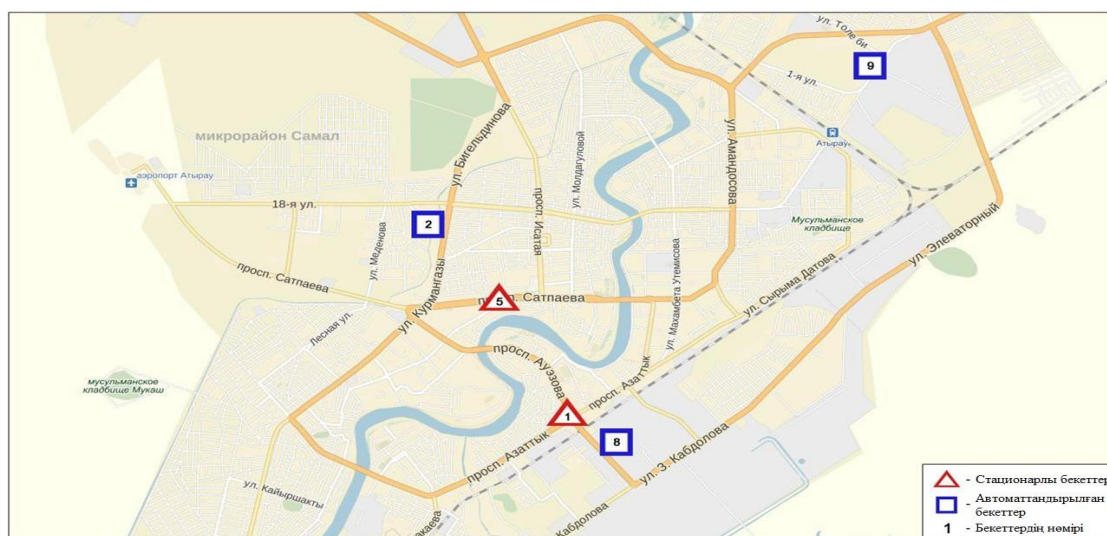 ул. Толе би
9
1-я ул.
ул. Бигельдинова
ул. Амандосова
микрорайон Самал
Атырау
ул. Молдагуловой
аэропорт Атырау
просп. Исатая
18-я ул.
2
Мусульманское
кладбище
ул. Элеваторный
ул. Меденова
ул. Махамбета Утемисова
просп. Сатпаева
ул. Сырыма Датова
ул. Курмангазы
5
п. Сатпаева
Лесная ул.
просп. Ауззова
просп. Азаттык
мусульманское
кладбище Мукаш
1
8
просп. Азаттык
ул. З. Кабдолова
ул. Кайыршакты
Кабдолова
- Стационарлы бекеттер
- Автоматтандырылған
бекеттер
1 - Бекеттердің нөмірі